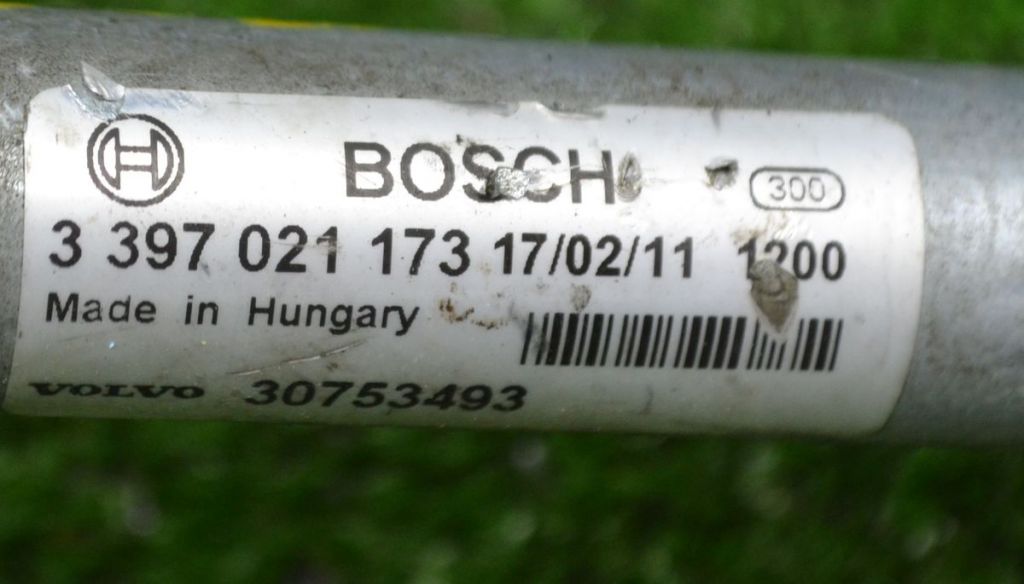 BOSCH 300
3 397 021 173 17/02/11 1200
Made in Hungary
VOLVO 30753493